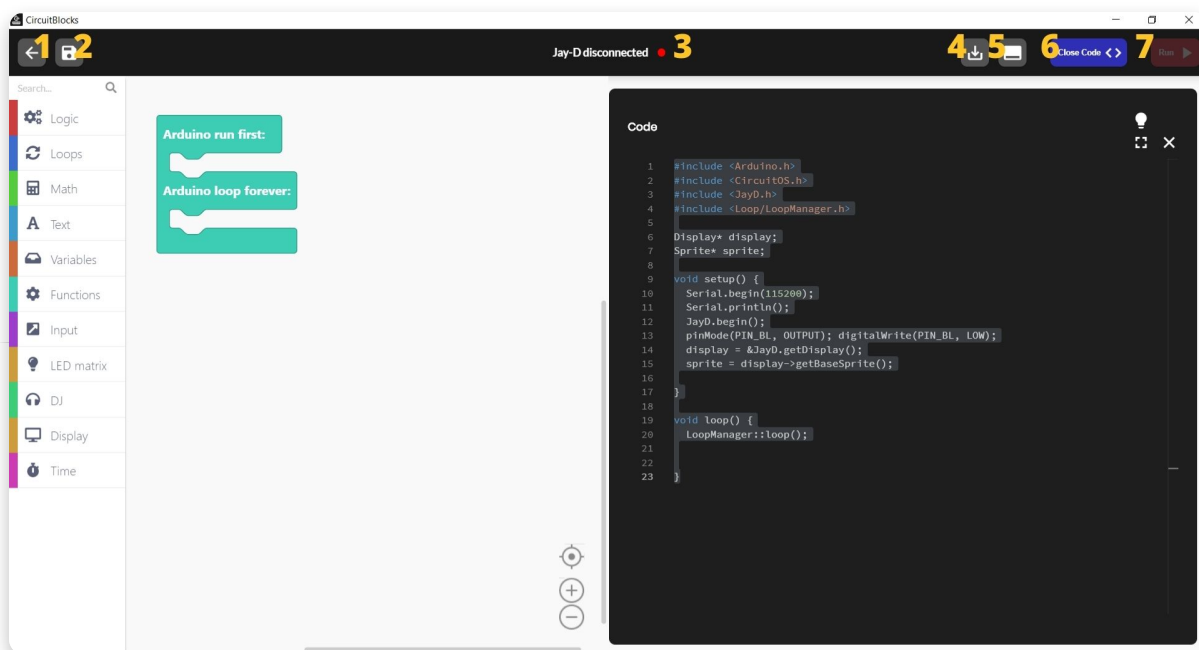 CircuitBlocks
1
2
Jay-D disconnected
3
4
5
6
Close Code <>
7
Run
Search...
Logic
Loops
Math
A Text
Variables
Functions
Input
LED matrix
DJ
Display
Time
Arduino run first:
Arduino loop forever:
Code
1 #include <Arduino.h>
2 #include <CircuitOS.h>
3 #include <JayD.h>
4 #include <Loop/LoopManager.h>
5
6 Display* display;
7 Sprite* sprite;
8
9 void setup() {
10 Serial.begin(115200);
11 Serial.println();
12 JayD.begin();
13 pinMode(PIN_BL, OUTPUT); digitalWrite(PIN_BL, LOW);
14 display = &JayD.getDisplay();
15 sprite = display->getBaseSprite();
16
17 }
18
19 void loop() {
20 LoopManager::loop();
21
22
23 }